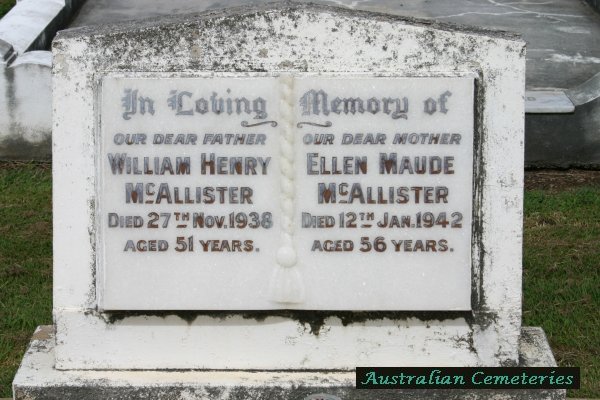 In Loving Memory of
OUR DEAR FATHER
WILLIAM HENRY
McALLISTER
DIED 27TH NOV. 1938
AGED 51 YEARS.
OUR DEAR MOTHER
ELLEN MAUDE
McALLISTER
DIED 12TH JAN. 1942
AGED 56 YEARS.
Australian Cemeteries